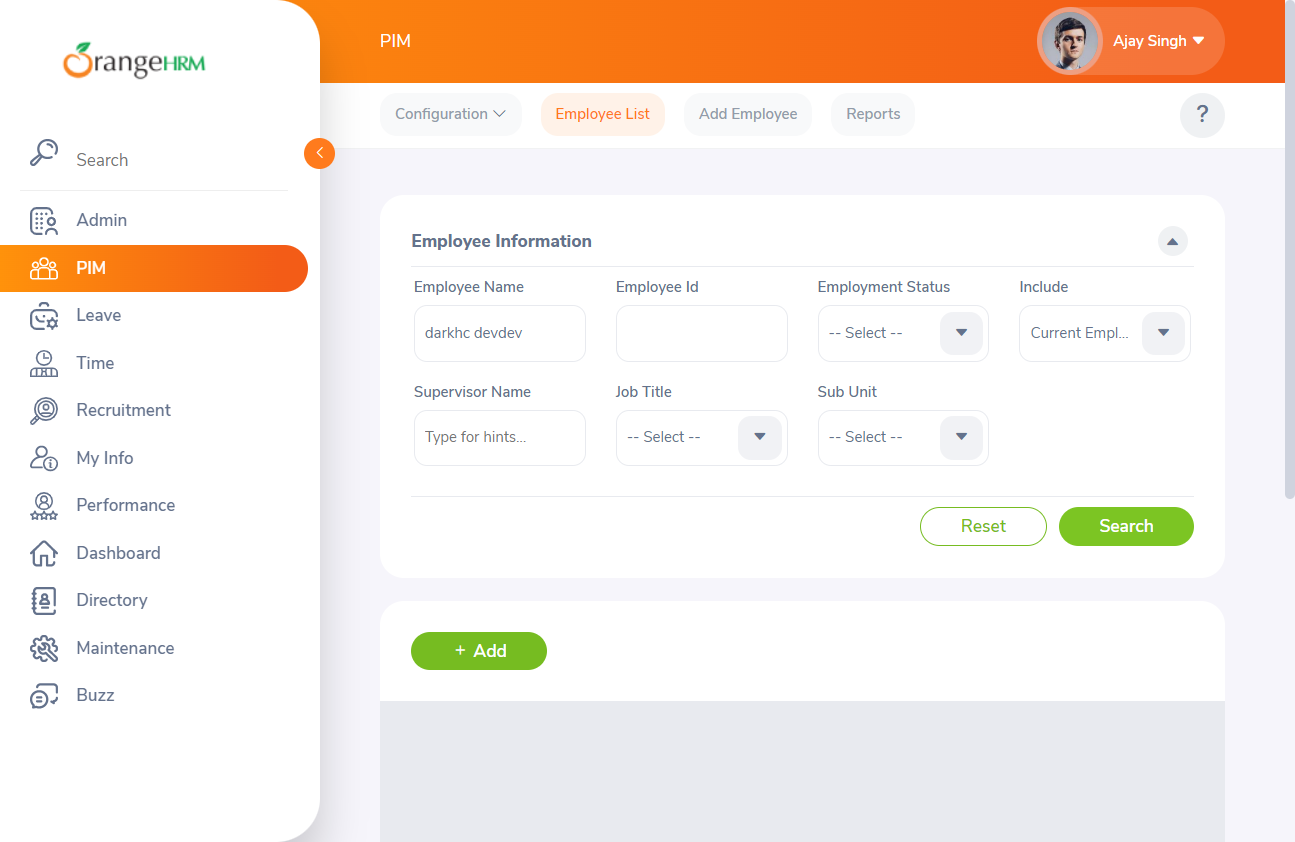 OrangeHRM
PIM
Ajay Singh
Configuration
Employee List
Add Employee
Reports
?
Search
Admin
PIM
Leave
Time
Recruitment
My Info
Performance
Dashboard
Directory
Maintenance
Buzz
Employee Information
Employee Name
Employee Id
Employment Status
Include
darkhc devdev
-- Select --
Current Empl...
Supervisor Name
Job Title
Sub Unit
Type for hints...
-- Select --
-- Select --
Reset
Search
+ Add